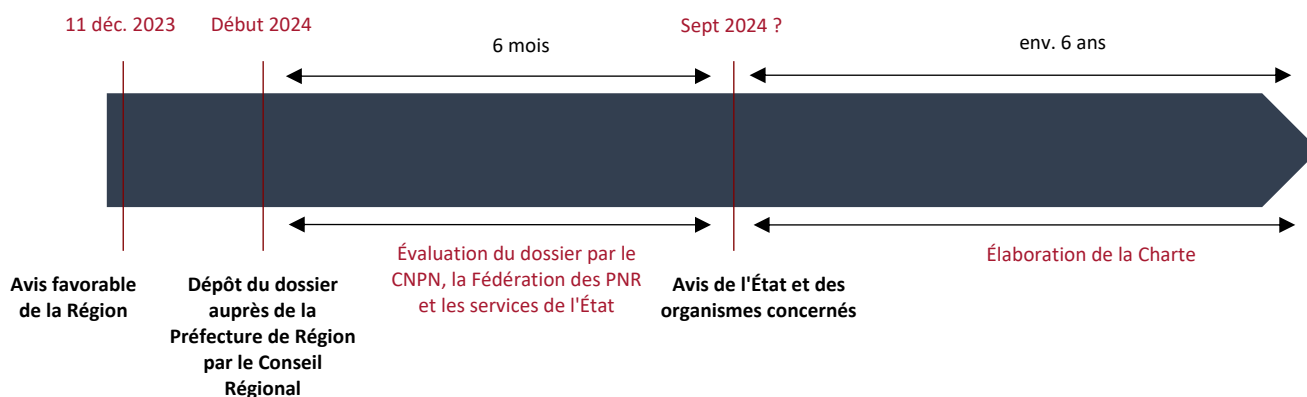 11 déc. 2023
Début 2024
6 mois
Sept 2024 ?
env. 6 ans
Avis favorable
de la Région
Dépôt du dossier
auprès de la
Préfecture de Région
par le Conseil
Régional
Évaluation du dossier par le
CNPN, la Fédération des PNR
et les services de l'État
Avis de l'État et des
organismes concernés
Élaboration de la Charte